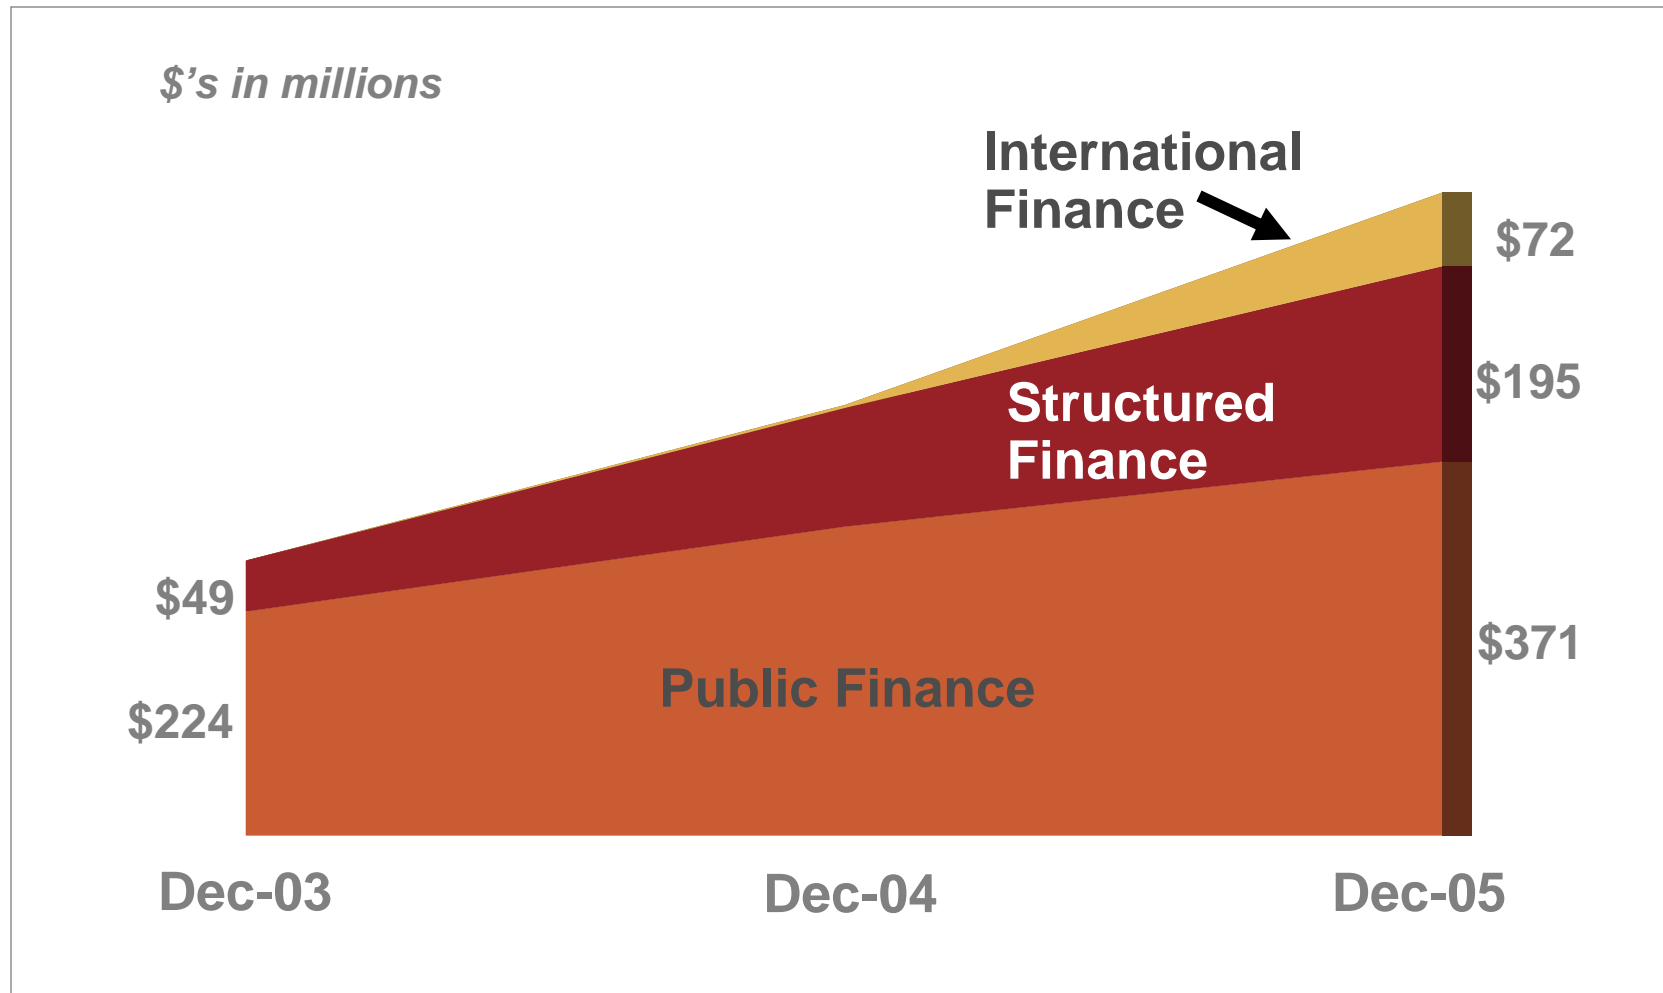 $'s in millions
International
Finance
$72
Structured
Finance
$195
$49
$224
Public Finance
$371
Dec-03
Dec-04
Dec-05